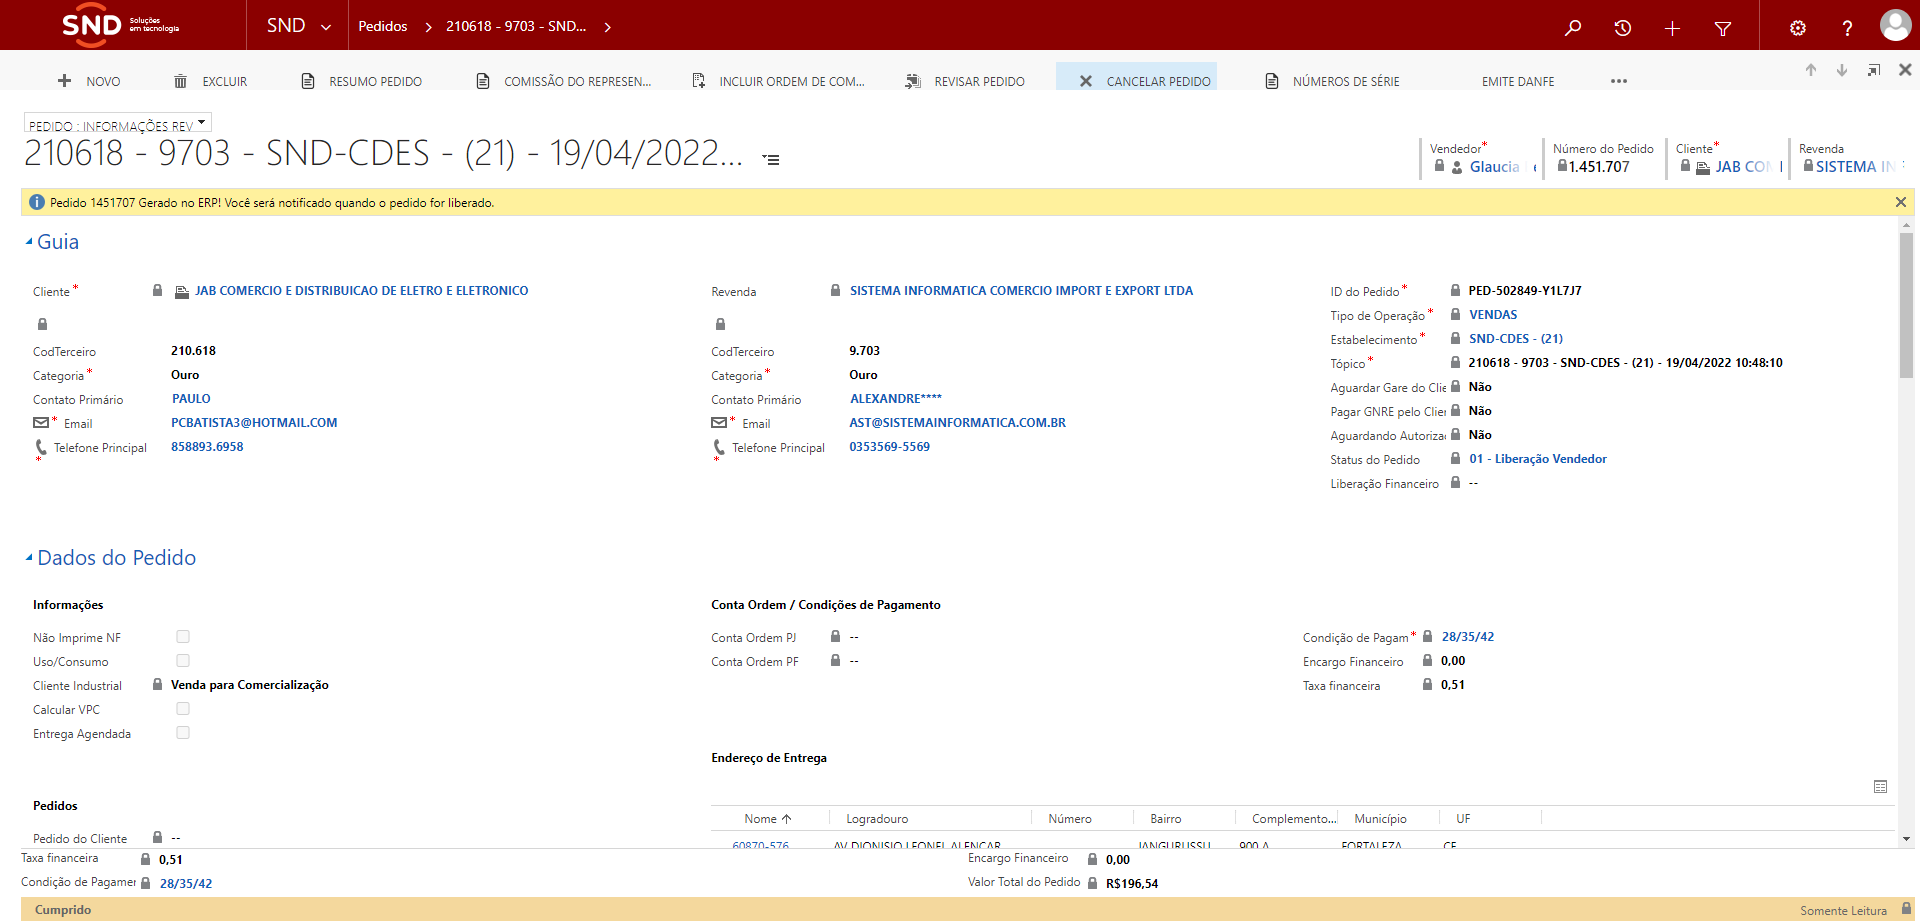 SND Soluções em tecnologia
SND
Pedidos
210618 - 9703 - SND...
NOVO
EXCLUIR
RESUMO PEDIDO
COMISSÃO DO REPRESEN...
INCLUIR ORDEM DE COM...
REVISAR PEDIDO
CANCELAR PEDIDO
NÚMEROS DE SÉRIE
EMITE DANFE
PEDIDO : INFORMAÇÕES REV
210618 - 9703 - SND-CDES - (21) - 19/04/2022...
Vendedor*
Glaucia
Número do Pedido
1.451.707
Cliente*
JAB CO
Revenda
SISTEMA IN
Pedido 1451707 Gerado no ERP! Você será notificado quando o pedido for liberado.
Guia
Cliente* JAB COMERCIO E DISTRIBUICAO DE ELETRO E ELETRONICO
CodTerceiro 210.618
Categoria* Ouro
Contato Primário PAULO
* Email PCBATISTA3@HOTMAIL.COM
* Telefone Principal 858893.6958
Revenda SISTEMA INFORMATICA COMERCIO IMPORT E EXPORT LTDA
CodTerceiro 9.703
Categoria* Ouro
Contato Primário ALEXANDRE****
* Email AST@SISTEMAINFORMATICA.COM.BR
* Telefone Principal 0353569-5569
ID do Pedido* PED-502849-Y1L7J7
Tipo de Operação* VENDAS
Estabelecimento* SND-CDES - (21)
Tópico* 210618 - 9703 - SND-CDES - (21) - 19/04/2022 10:48:10
Aguardar Gare do Clie Não
Pagar GNRE pelo Clier Não
Aguardando Autoriza Não
Status do Pedido 01 - Liberação Vendedor
Liberação Financeiro --
Dados do Pedido
Informações
Não Imprime NF
Uso/Consumo
Cliente Industrial Venda para Comercialização
Calcular VPC
Entrega Agendada
Conta Ordem / Condições de Pagamento
Conta Ordem PJ --
Conta Ordem PF --
Condição de Pagam* 28/35/42
Encargo Financeiro 0,00
Taxa financeira 0,51
Endereço de Entrega
Nome Logradouro Número Bairro Complemento... Município UF
60870-576 AV DIONISIO LEONEL ALENCAR JANGURUSSU 900 A FORTALEZA CE
Pedidos
Pedido do Cliente --
Taxa financeira 0,51
Condição de Pagamer 28/35/42
Encargo Financeiro 0,00
Valor Total do Pedido R$196,54
Cumprido
Somente Leitura